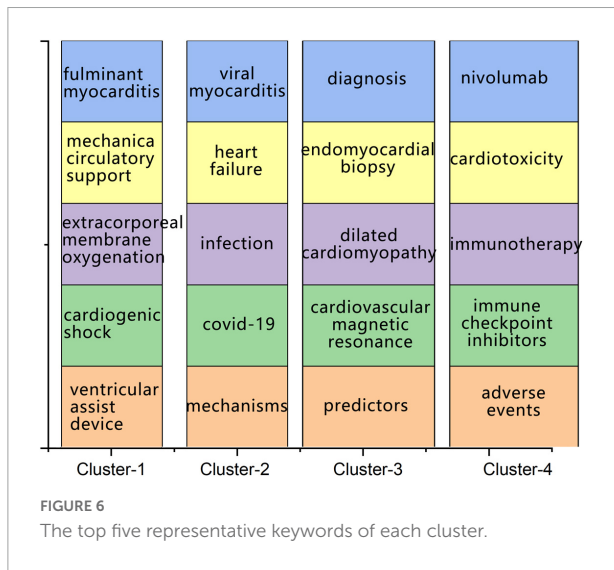 fulminant
myocarditis
viral
myocarditis
diagnosis
nivolumab
mechanica
circulatory
support
heart
failure
endomyocardial
biopsy
cardiotoxicity
extracorporeal
membrane
oxygenation
infection
dilated
cardiomyopathy
immunotherapy
cardiogenic
shock
covid-19
cardiovascular
magnetic
resonance
immune
checkpoint
inhibitors
ventricular
assist
device
mechanisms
predictors
adverse
events
Cluster-1
Cluster-2
Cluster-3
Cluster-4
FIGURE 6
The top five representative keywords of each cluster.